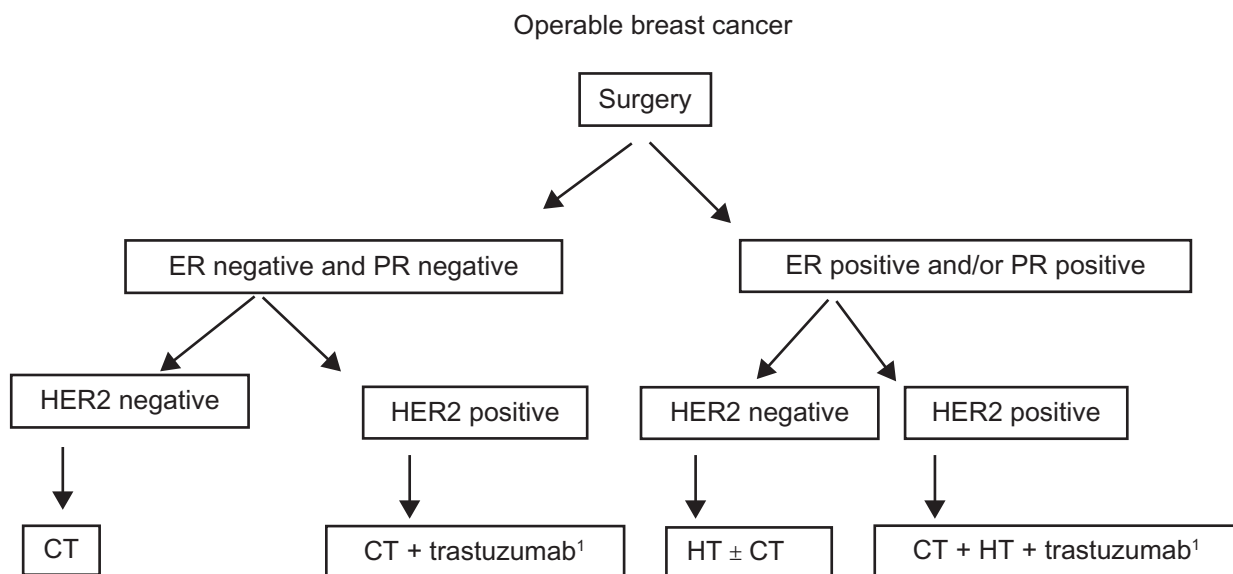 Operable breast cancer
Surgery
ER negative and PR negative
ER positive and/or PR positive
HER2 negative
HER2 positive
HER2 negative
HER2 positive
CT
CT + trastuzumab¹
HT ± CT
CT + HT + trastuzumab¹